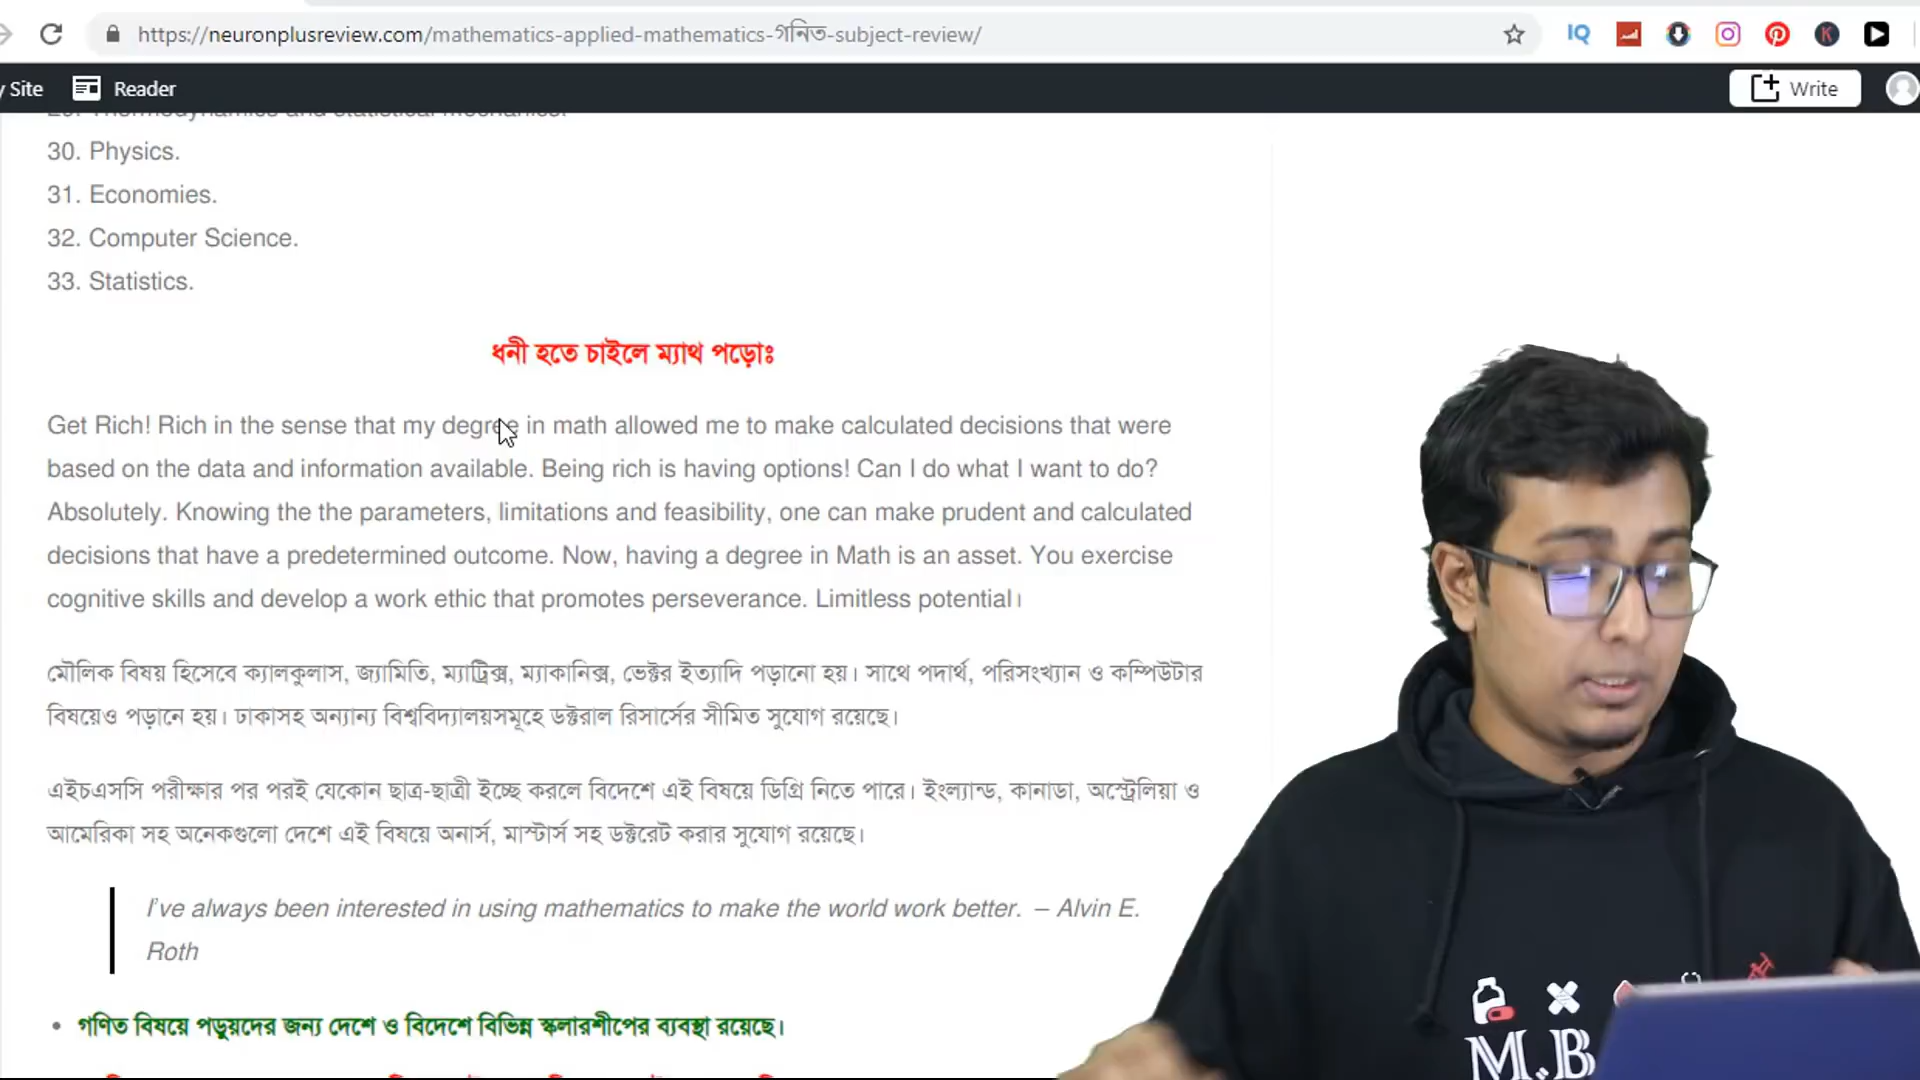 https://neuronplusreview.com/mathematics-applied-mathematics-গনিত-subject-review/
IQ
K
y Site
Reader
Write
29. Thermodynamics and statistical mechanics.
30. Physics.
31. Economies.
32. Computer Science.
33. Statistics.
ধনী হতে চাইলে ম্যাথ পড়োঃ
Get Rich! Rich in the sense that my degree in math allowed me to make calculated decisions that were
based on the data and information available. Being rich is having options! Can I do what I want to do?
Absolutely. Knowing the the parameters, limitations and feasibility, one can make prudent and calculated
decisions that have a predetermined outcome. Now, having a degree in Math is an asset. You exercise
cognitive skills and develop a work ethic that promotes perseverance. Limitless potential।
মৌলিক বিষয় হিসেবে ক্যালকুলাস, জ্যামিতি, ম্যাট্রিক্স, ম্যাকানিক্স, ভেক্টর ইত্যাদি পড়ানো হয়। সাথে পদার্থ, পরিসংখ্যান ও কম্পিউটার
বিষয়েও পড়ানে হয়। ঢাকাসহ অন্যান্য বিশ্ববিদ্যালয়সমূহে ডক্টরাল রিসার্সের সীমিত সুযোগ রয়েছে।
এইচএসসি পরীক্ষার পর পরই যেকোন ছাত্র-ছাত্রী ইচ্ছে করলে বিদেশে এই বিষয়ে ডিগ্রি নিতে পারে। ইংল্যান্ড, কানাডা, অস্ট্রেলিয়া ও
আমেরিকা সহ অনেকগুলো দেশে এই বিষয়ে অনার্স, মাস্টার্স সহ ডক্টরেট করার সুযোগ রয়েছে।
I've always been interested in using mathematics to make the world work better. – Alvin E.
Roth
• গণিত বিষয়ে পড়ুয়দের জন্য দেশে ও বিদেশে বিভিন্ন স্কলারশীপের ব্যবস্থা রয়েছে।
M.B